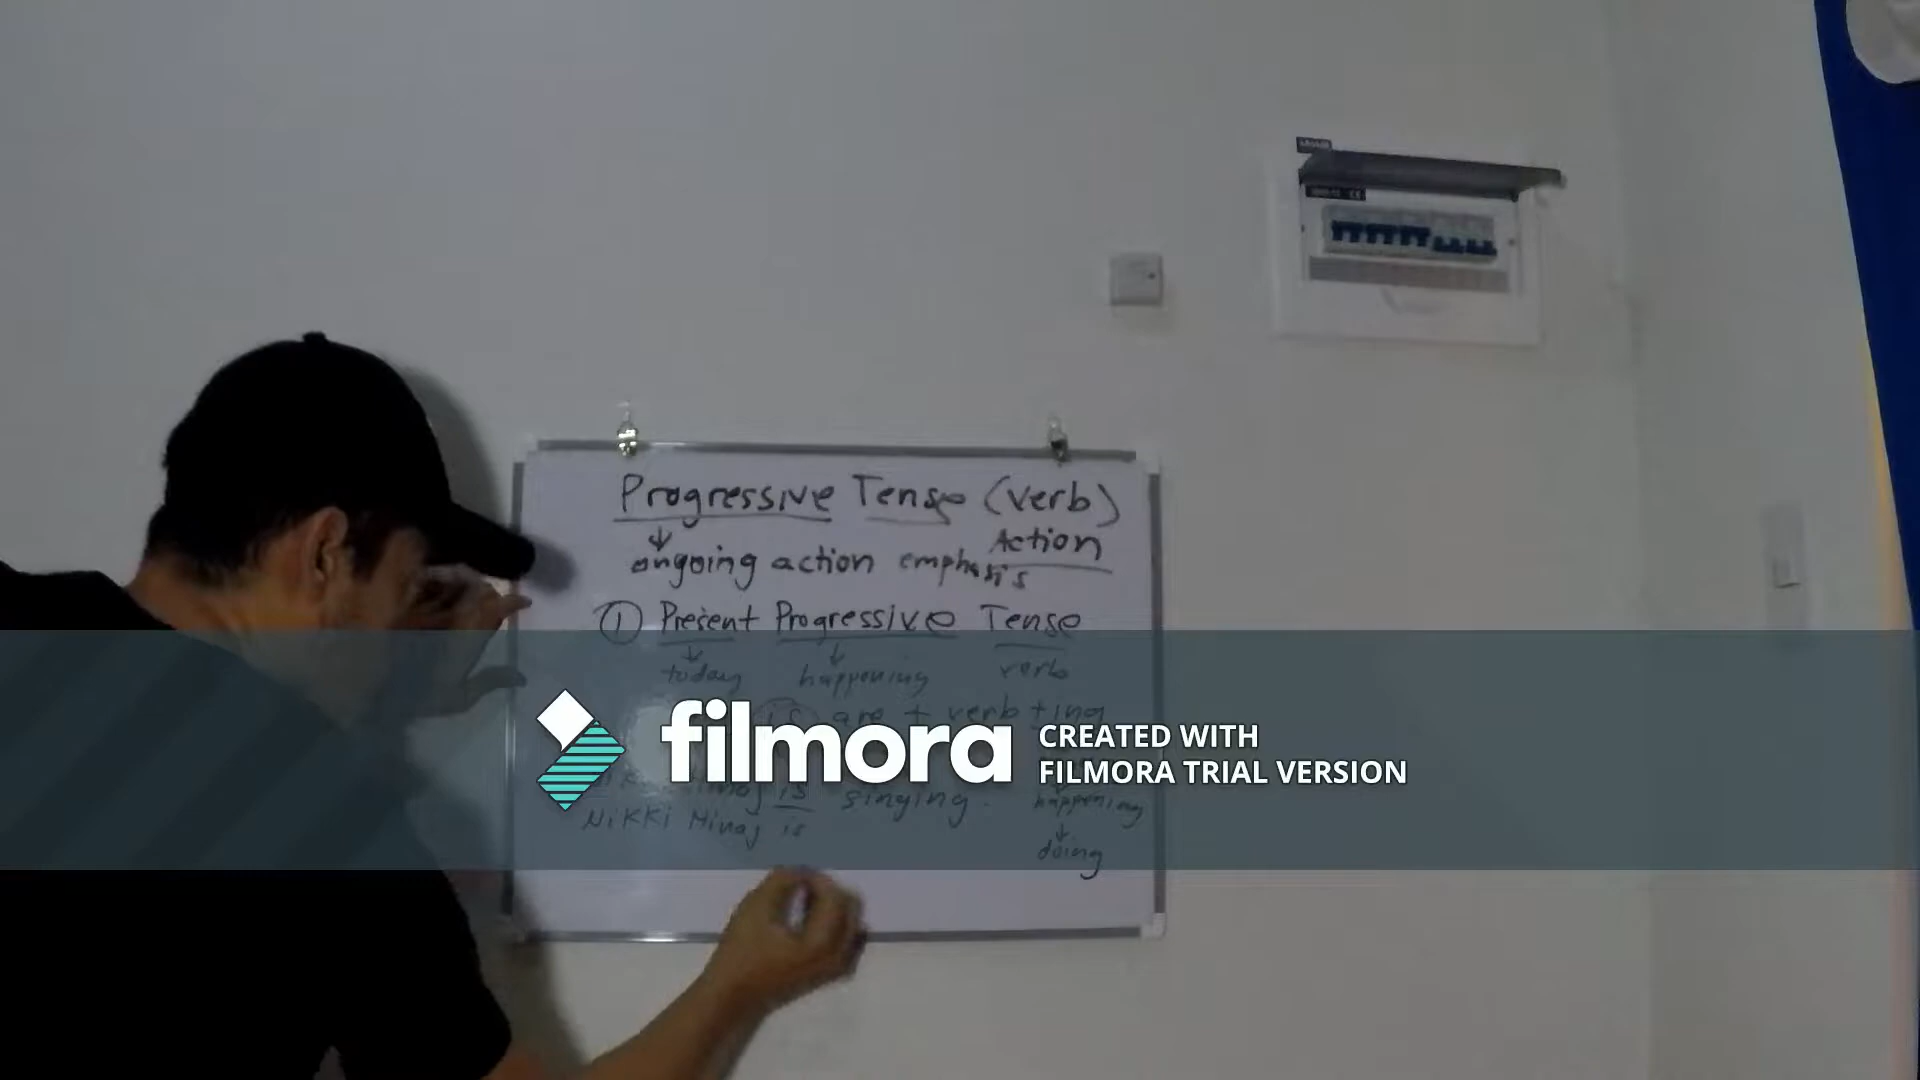 Progressive Tense (verb)
Action
ongoing action emphasis
① Present Progressive Tense
today happening verb
is are + verb + ing
is singing.
happening
Nikki Minaj is
doing
filmora
CREATED WITH
FILMORA TRIAL VERSION